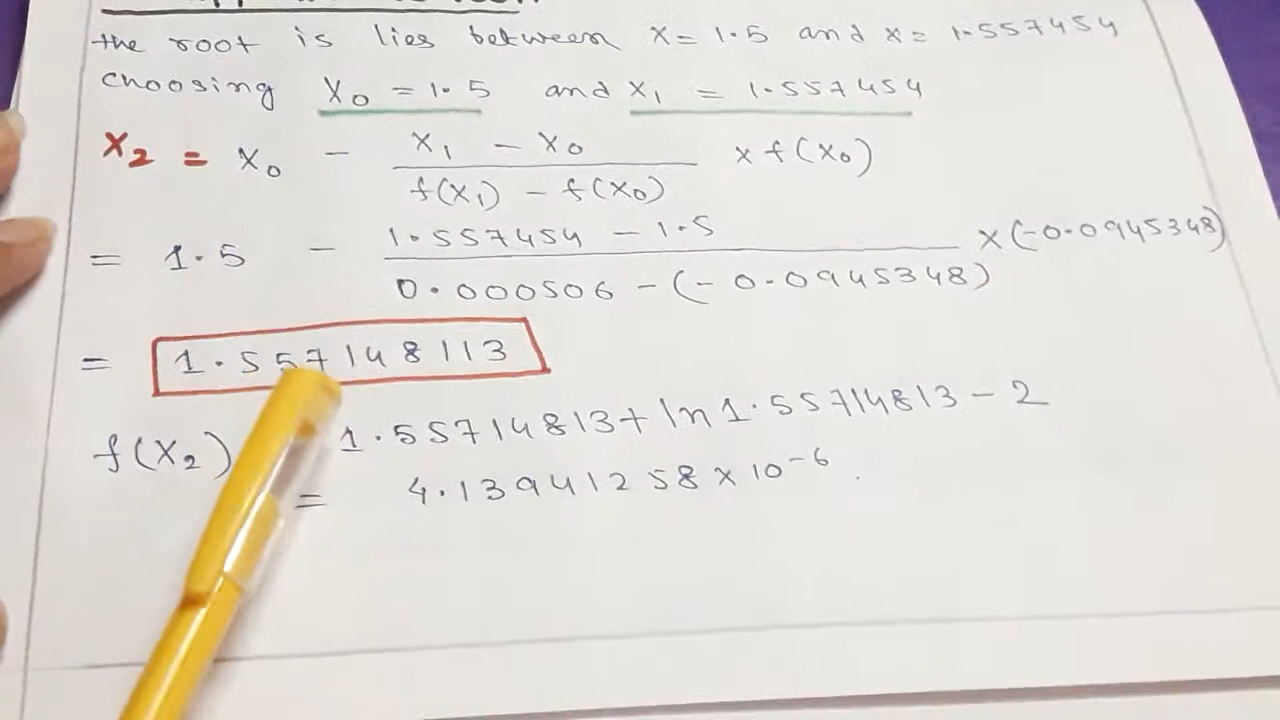 the root is lies between x = 1.5 and x = 1.557454
choosing x₀ = 1.5 and x₁ = 1.557454
x₂ = x₀ - (x₁ - x₀) / (f(x₁) - f(x₀)) × f(x₀)
= 1.5 - (1.557454 - 1.5) / (0.000506 - (-0.0945348)) × (-0.0945348)
= 1.557148113
f(x₂) 1.55714813 + ln 1.55714813 - 2
= 4.13941258 × 10⁻⁶